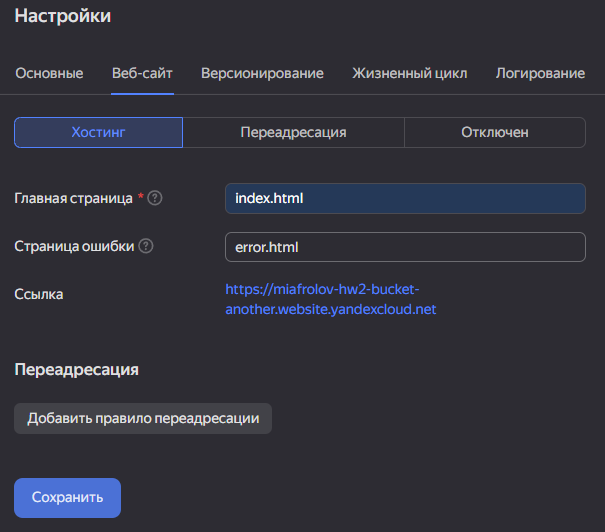 Настройки
Основные Веб-сайт Версионирование Жизненный цикл Логирование
Хостинг Переадресация Отключен
Главная страница * ? index.html
Страница ошибки ? error.html
Ссылка https://miafrolov-hw2-bucket-
another.website.yandexcloud.net
Переадресация
Добавить правило переадресации
Сохранить